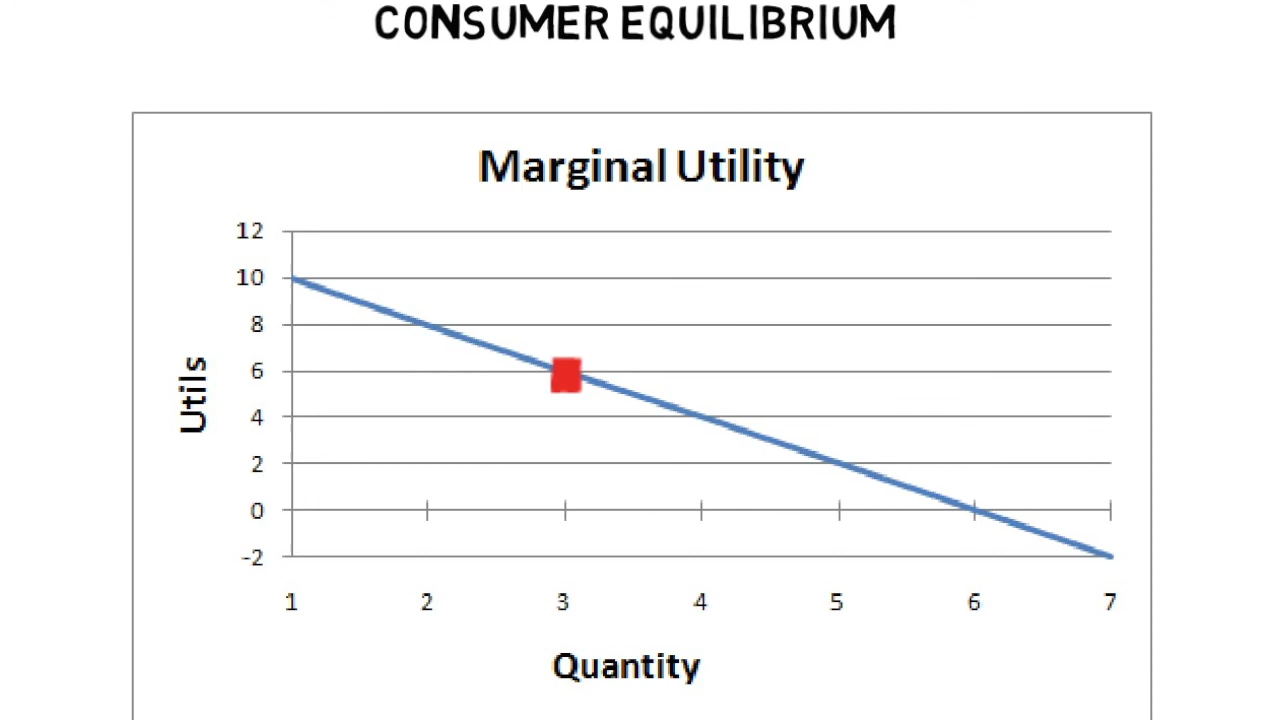 CONSUMER EQUILIBRIUM
Marginal Utility
12
10
8
6
4
2
0
-2
Utils
1 2 3 4 5 6 7
Quantity